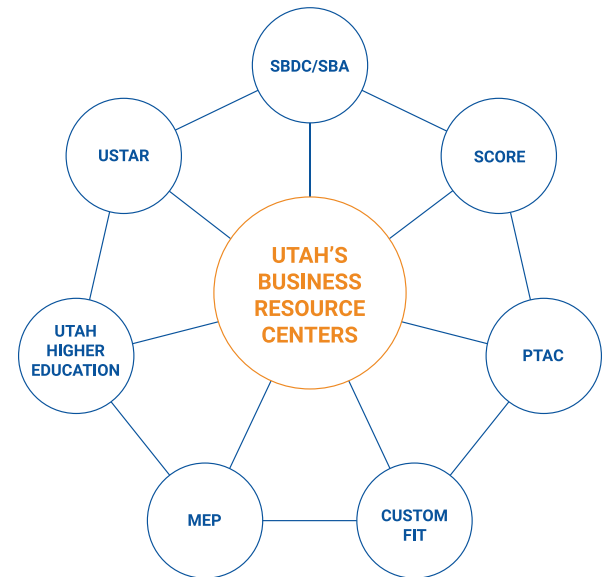 SBDC/SBA
USTAR
SCORE
UTAH'S
BUSINESS
RESOURCE
CENTERS
UTAH
HIGHER
EDUCATION
PTAC
MEP
CUSTOM
FIT